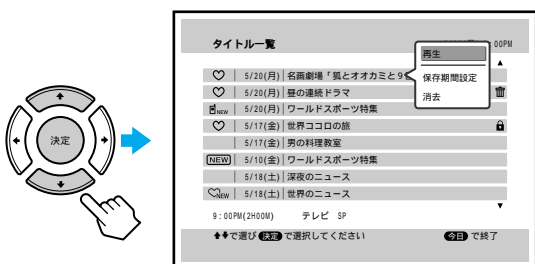 決定
タイトル一覧
:00PM
再生
保存期間設定
消去
5/20(月) 名画劇場「狐とオオカミと9
5/20(月) 昼の連続ドラマ
NEW 5/20(月) ワールドスポーツ特集
5/17(金) 世界ココロの旅
5/17(金) 男の料理教室
NEW 5/10(金) ワールドスポーツ特集
5/18(土) 深夜のニュース
NEW 5/18(土) 世界のニュース
9:00PM(2H00M) テレビ SP
で選び 決定 で選択してください 今日 で終了